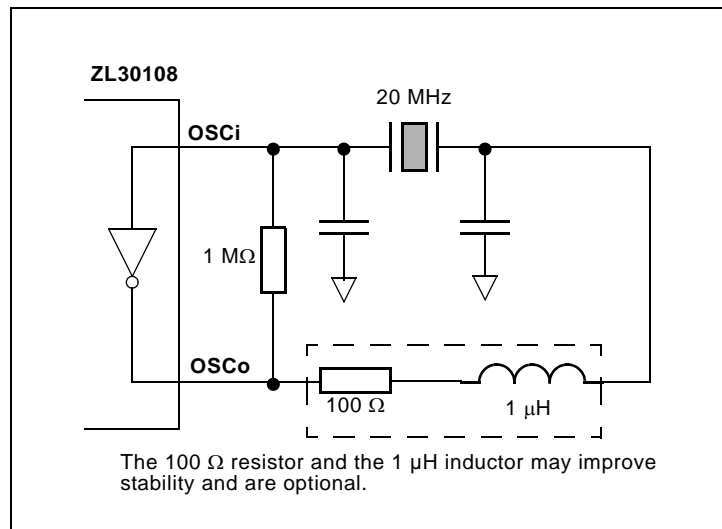 ZL30108
20 MHz
OSCi
1 MΩ
OSCo
100 Ω
1 μH
The 100 Ω resistor and the 1 µH inductor may improve
stability and are optional.